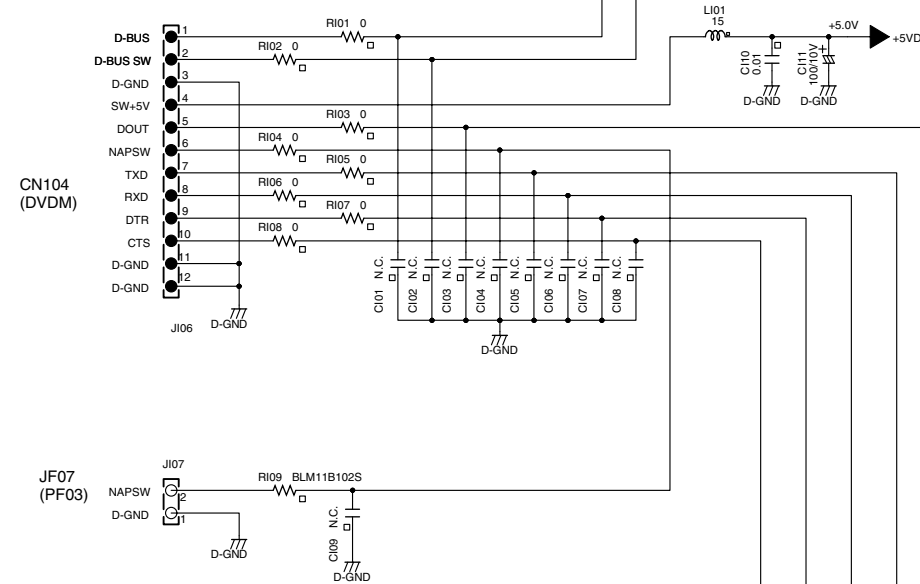 LI01
15
+5.0V
+5VD
CI10
0.01
CI11
100/10V
+
D-GND
D-GND
D-BUS
1
RI01 0
D-BUS SW
2
RI02 0
D-GND
3
SW+5V
4
DOUT
5
RI03 0
NAPSW
6
RI04 0
TXD
7
RI05 0
RXD
8
RI06 0
DTR
9
RI07 0
CTS
10
RI08 0
D-GND
11
D-GND
12
CN104
(DVDM)
JI06
D-GND
CI01 N.C.
CI02 N.C.
CI03 N.C.
CI04 N.C.
CI05 N.C.
CI06 N.C.
CI07 N.C.
CI08 N.C.
D-GND
JF07
(PF03)
JI07
NAPSW
2
RI09 BLM11B102S
D-GND
1
CI09 N.C.
D-GND
D-GND